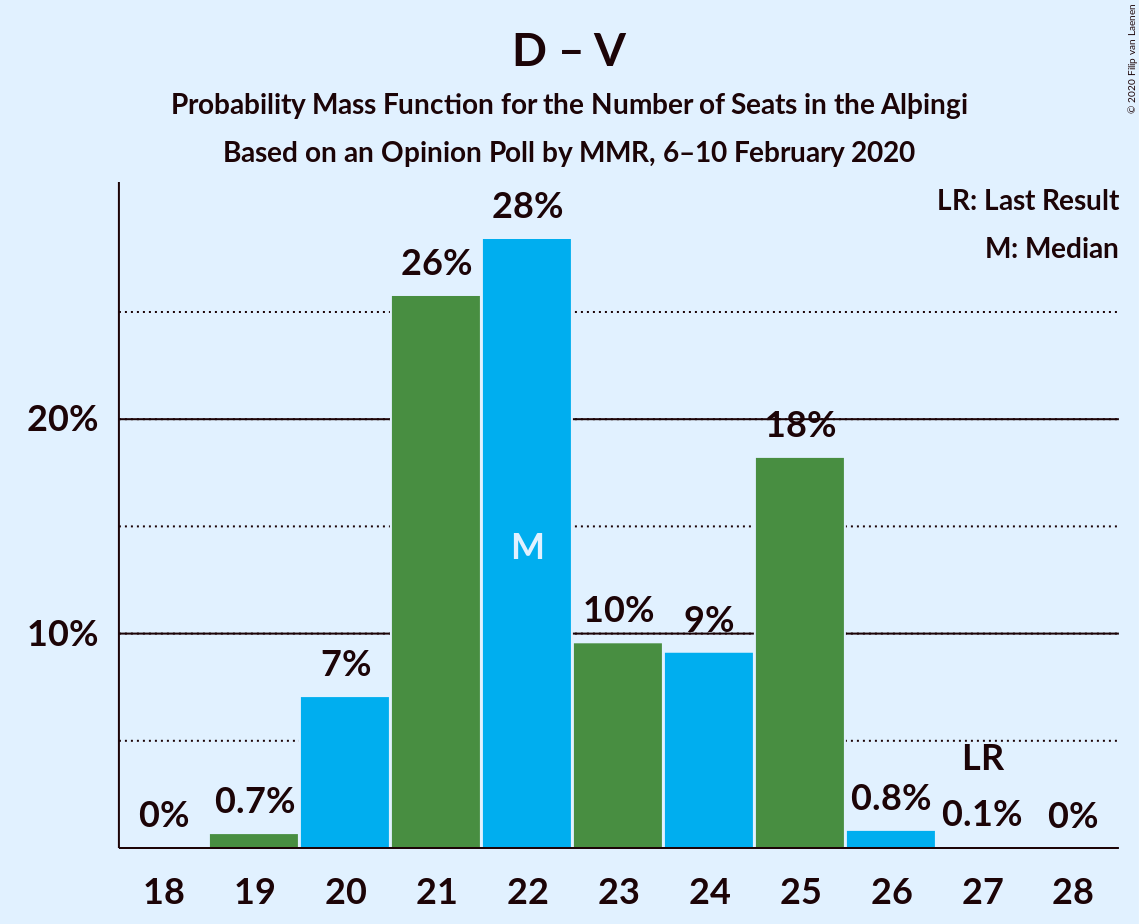 D – V
Probability Mass Function for the Number of Seats in the Alþingi
Based on an Opinion Poll by MMR, 6–10 February 2020
© 2020 Filip van Laenen
LR: Last Result
M: Median
20%
10%
0%
0.7%
7%
26%
28%
M
10%
9%
18%
0.8%
LR
0.1%
0%
18 19 20 21 22 23 24 25 26 27 28